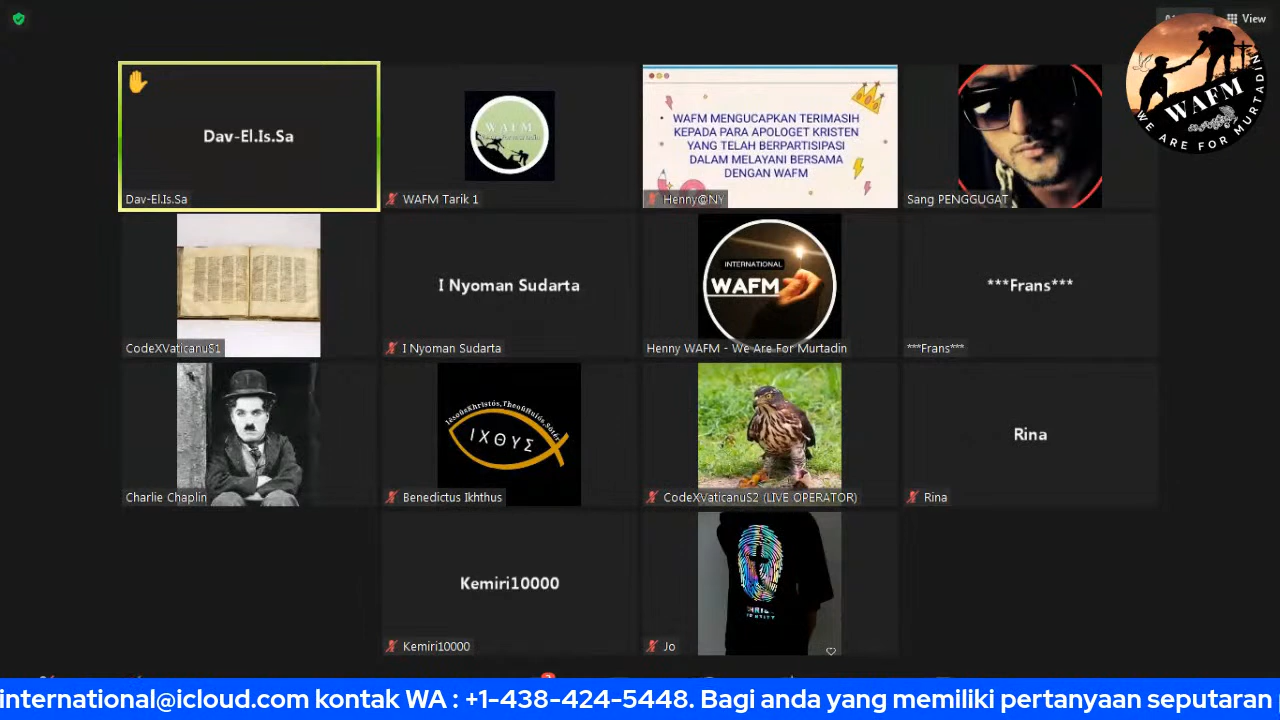 View
WAFM
WE ARE FOR MURTADIN
Dav-El.Is.Sa
Dav-El.Is.Sa
WAFM
WAFM Tarik 1
• WAFM MENGUCAPKAN TERIMASIH
KEPADA PARA APOLOGET KRISTEN
YANG TELAH BERPARTISIPASI
DALAM MELAYANI BERSAMA
DENGAN WAFM
Henny@NY
Sang PENGGUGAT
CodeXVaticanuS1
I Nyoman Sudarta
I Nyoman Sudarta
INTERNATIONAL
WAFM
Henny WAFM - We Are For Murtadin
***Frans***
***Frans***
Charlie Chaplin
ΙΧΘΥΣ
Benedictus Ikhthus
CodeXVaticanuS2 (LIVE OPERATOR)
Rina
Rina
Kemiri10000
Kemiri10000
Jo
international@icloud.com kontak WA : +1-438-424-5448. Bagi anda yang memiliki pertanyaan seputaran